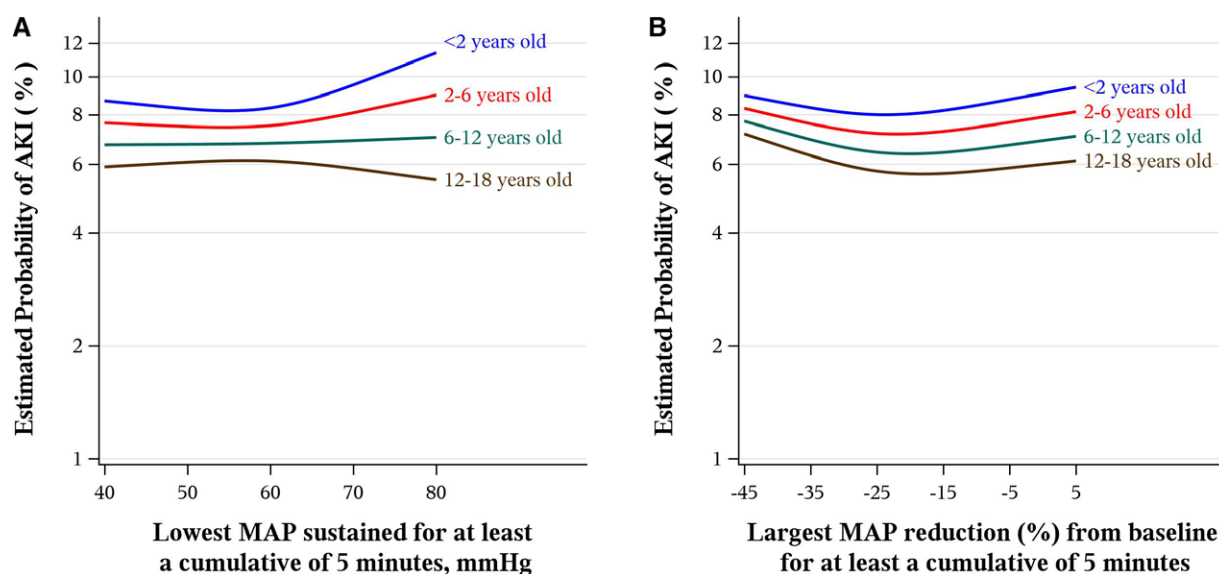 A
Estimated Probability of AKI ( % )
12
10
8
6
4
2
1
<2 years old
2-6 years old
6-12 years old
12-18 years old
40 50 60 70 80
Lowest MAP sustained for at least
a cumulative of 5 minutes, mmHg
B
Estimated Probability of AKI ( % )
12
10
8
6
4
2
1
<2 years old
2-6 years old
6-12 years old
12-18 years old
-45 -35 -25 -15 -5 5
Largest MAP reduction (%) from baseline
for at least a cumulative of 5 minutes